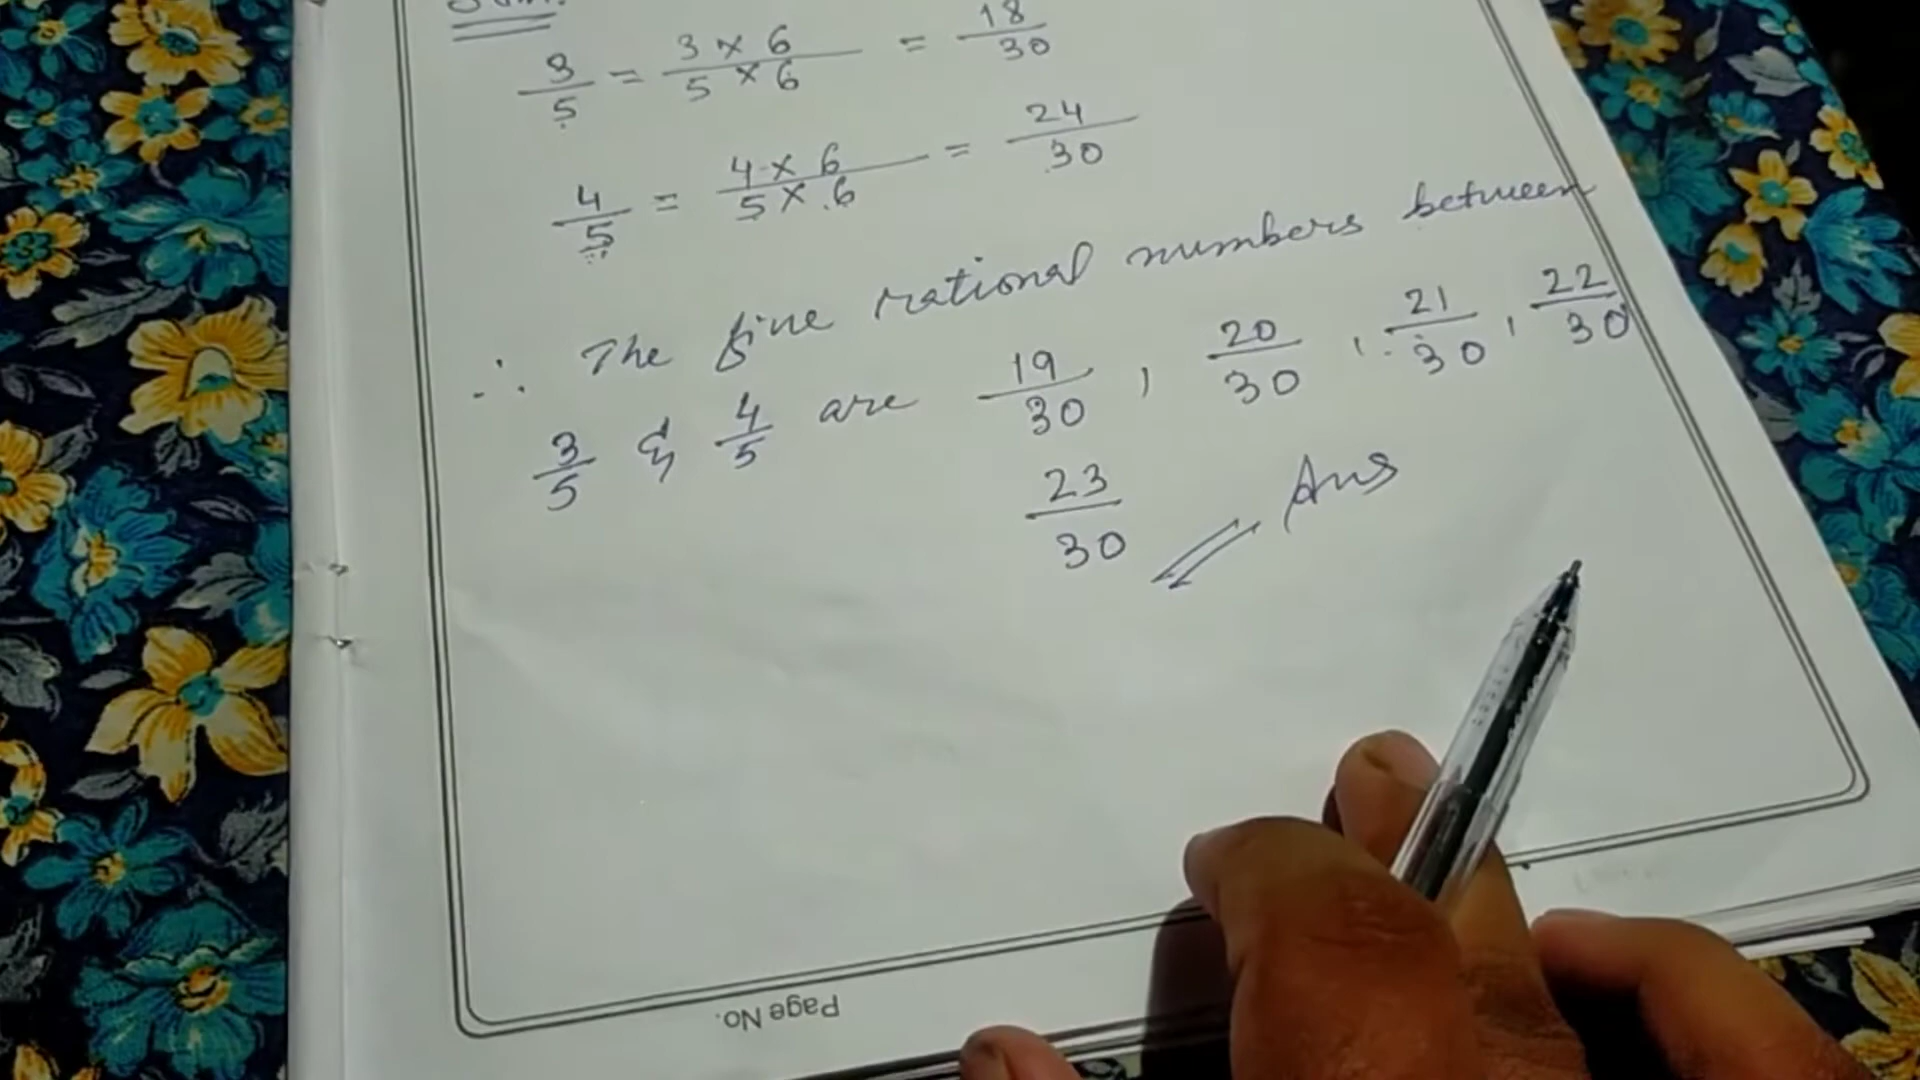 3/5 = 3 × 6 / 5 × 6 = 18/30
4/5 = 4 × 6 / 5 × 6 = 24/30
∴ The five rational numbers between
3/5 & 4/5 are 19/30, 20/30, 21/30, 22/30
23/30 Ans
Page No.